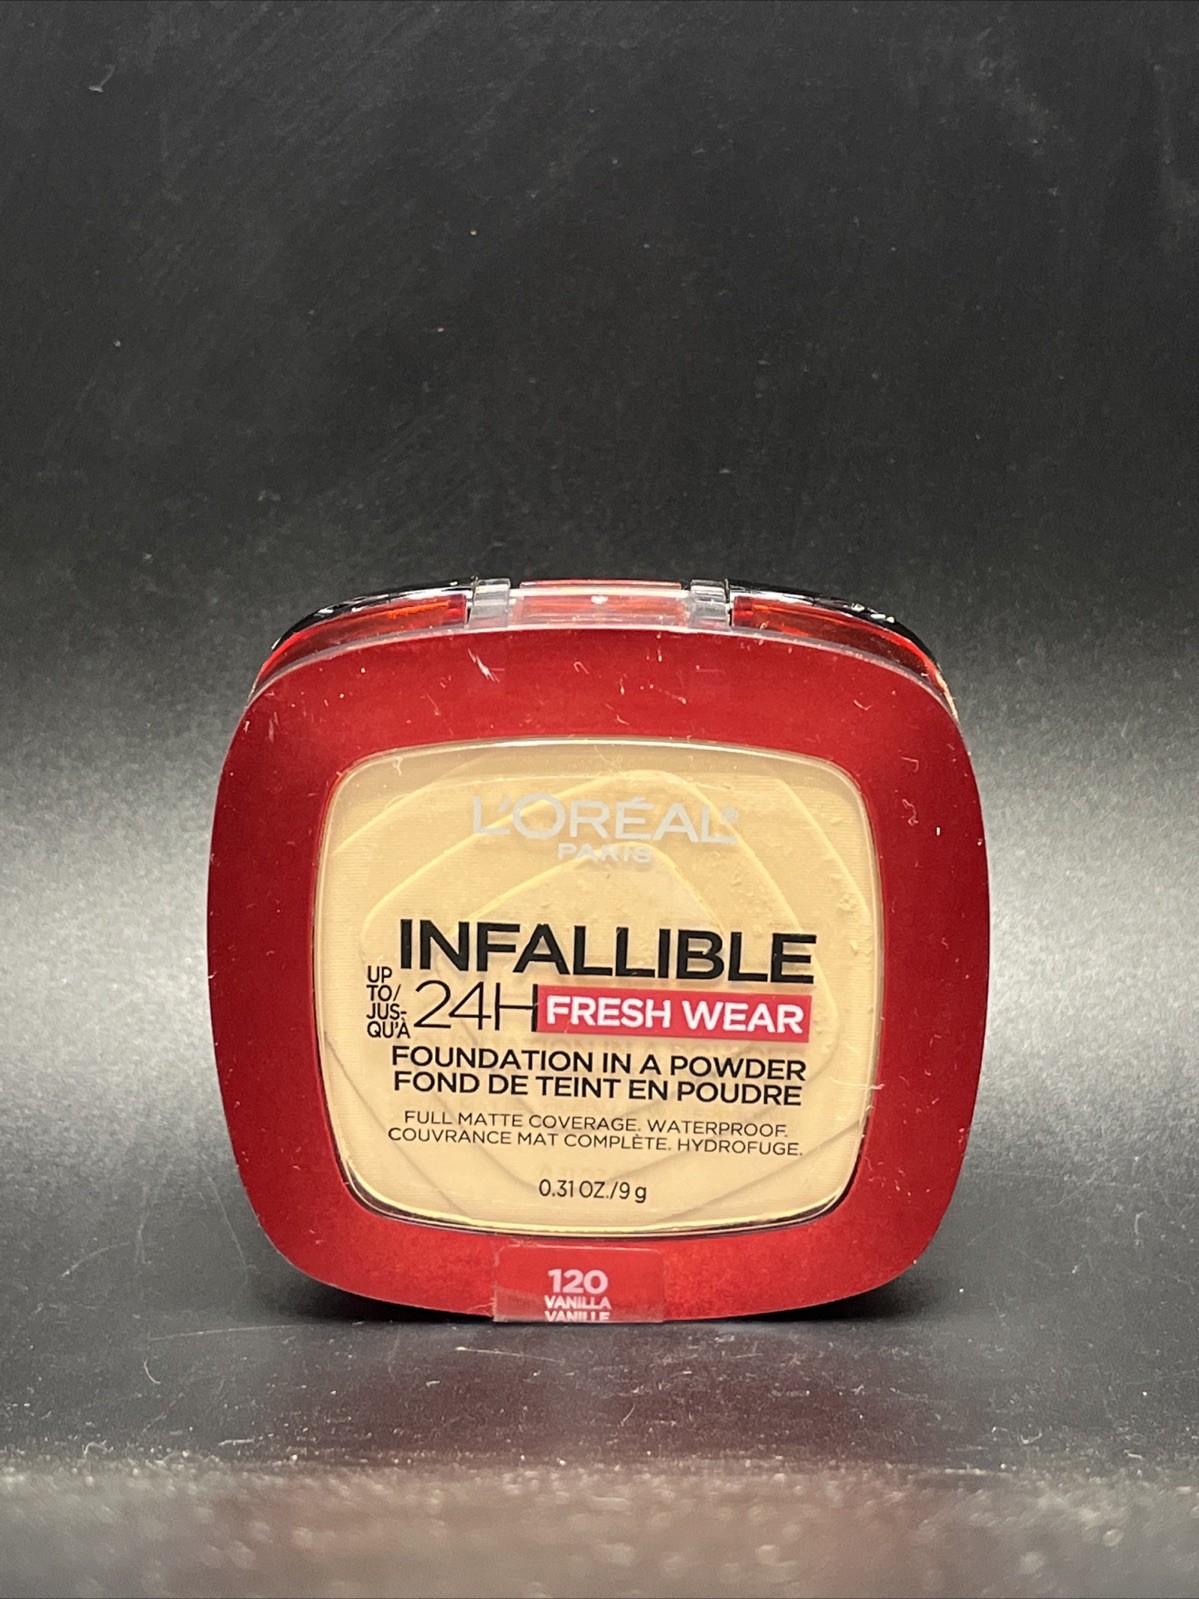 L'ORÉAL®
PARIS
INFALLIBLE
UP
TO/
JUS-
QU'À
24H FRESH WEAR
FOUNDATION IN A POWDER
FOND DE TEINT EN POUDRE
FULL MATTE COVERAGE. WATERPROOF.
COUVRANCE MAT COMPLÈTE. HYDROFUGE.
0.31 OZ./9 g
120
VANILLA
VANILLE